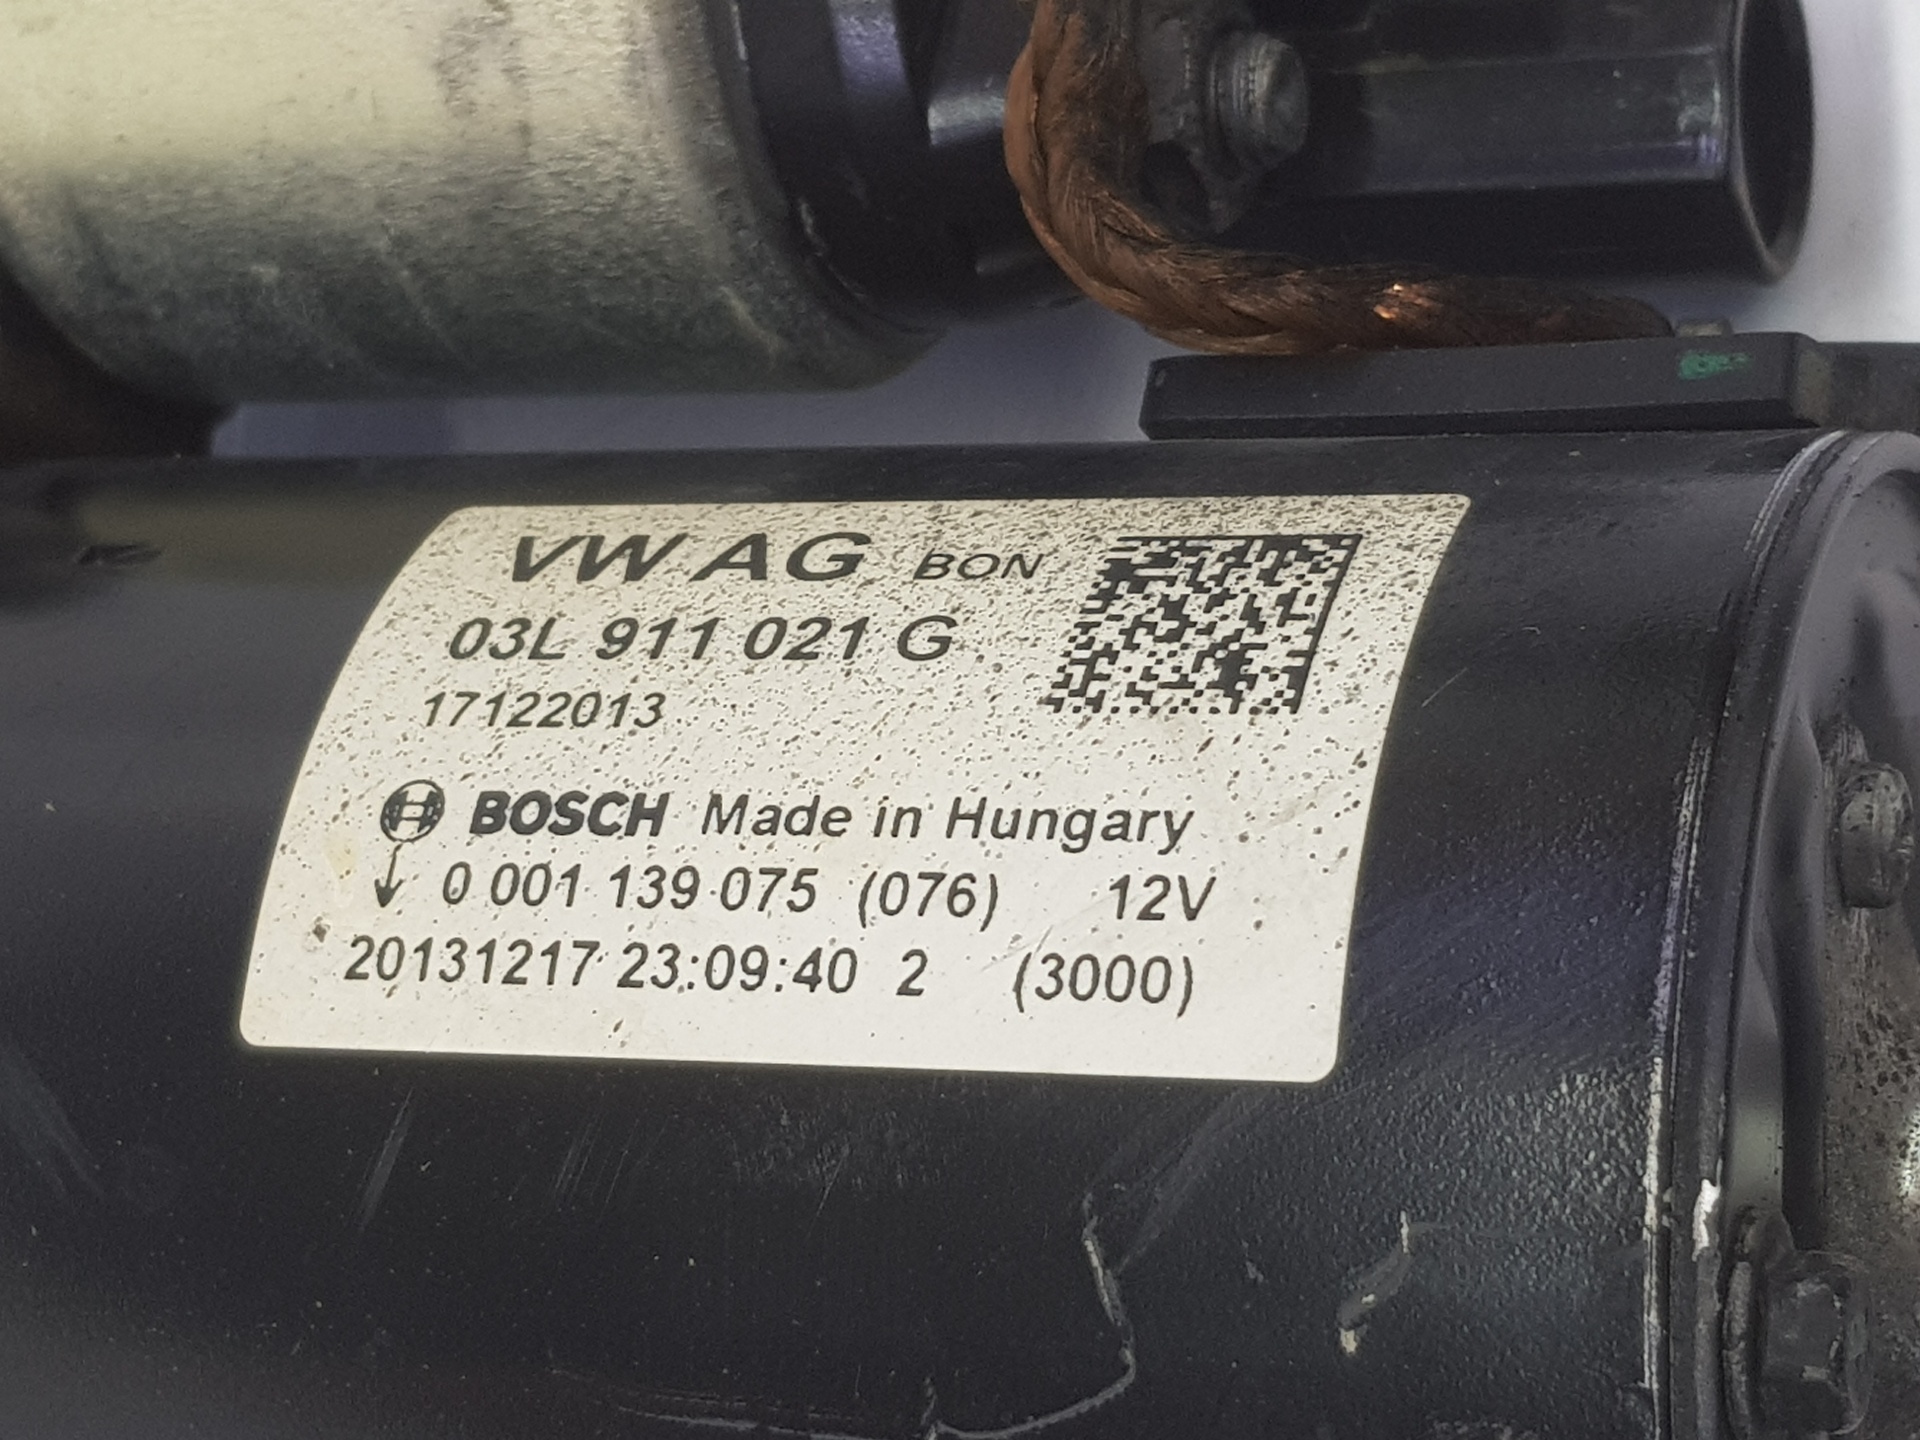 VW AG BON
03L 911 021 G
17122013
BOSCH Made in Hungary
0 001 139 075 (076) 12V
20131217 23:09:40 2 (3000)